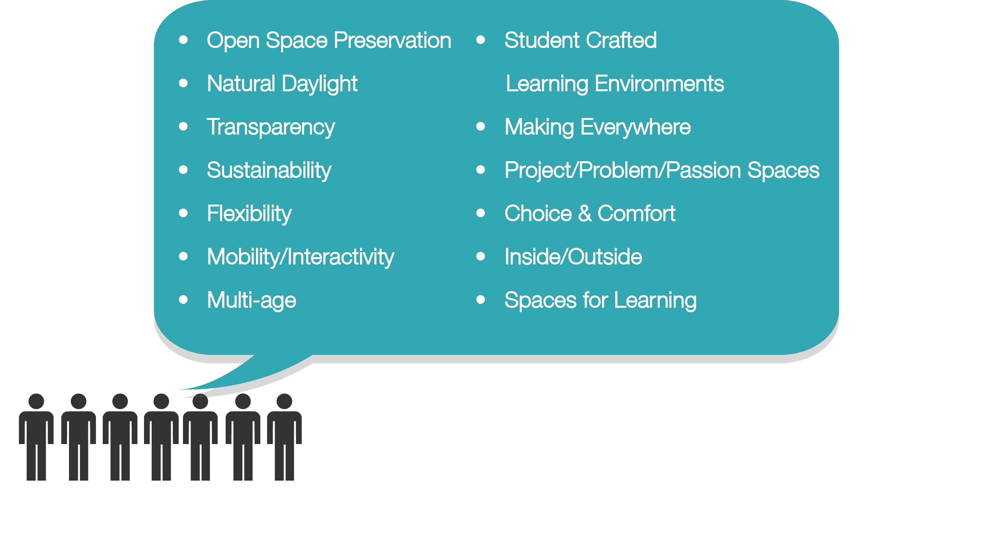 • Open Space Preservation
• Natural Daylight
• Transparency
• Sustainability
• Flexibility
• Mobility/Interactivity
• Multi-age
• Student Crafted
Learning Environments
• Making Everywhere
• Project/Problem/Passion Spaces
• Choice & Comfort
• Inside/Outside
• Spaces for Learning